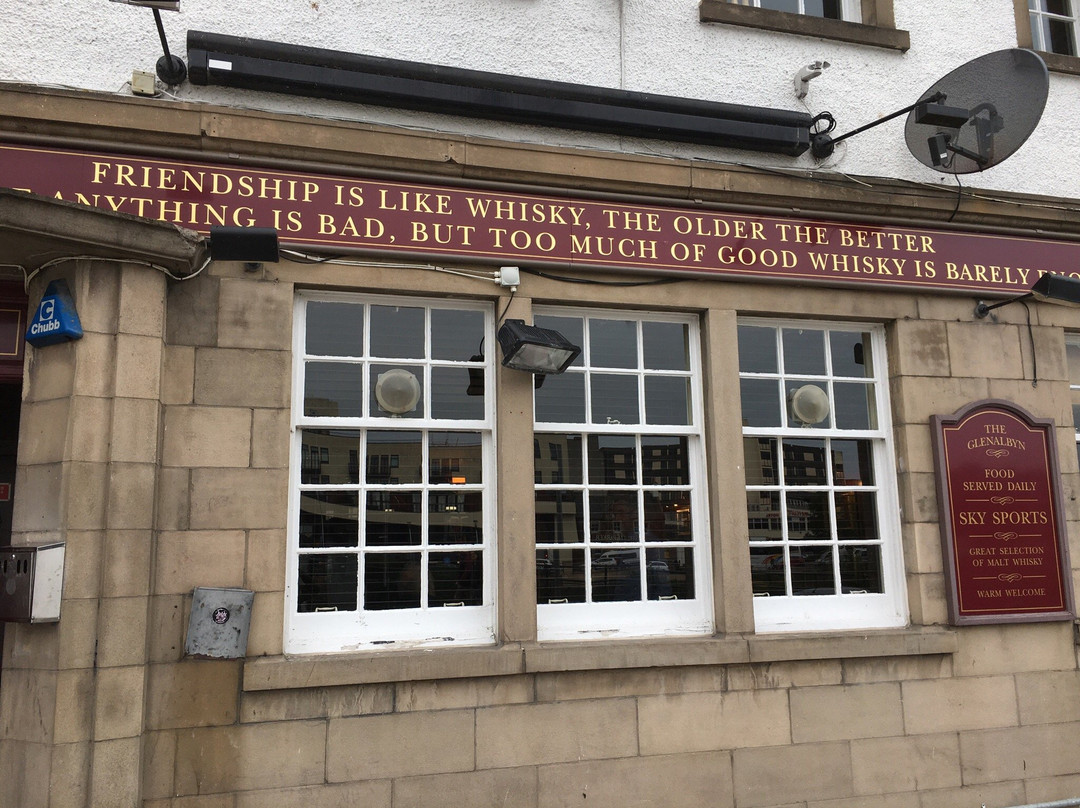 FRIENDSHIP IS LIKE WHISKY, THE OLDER THE BETTER
ANYTHING IS BAD, BUT TOO MUCH OF GOOD WHISKY IS BARELY
Chubb
THE
GLENALBYN
FOOD
SERVED DAILY
SKY SPORTS
GREAT SELECTION
OF MALT WHISKY
WARM WELCOME